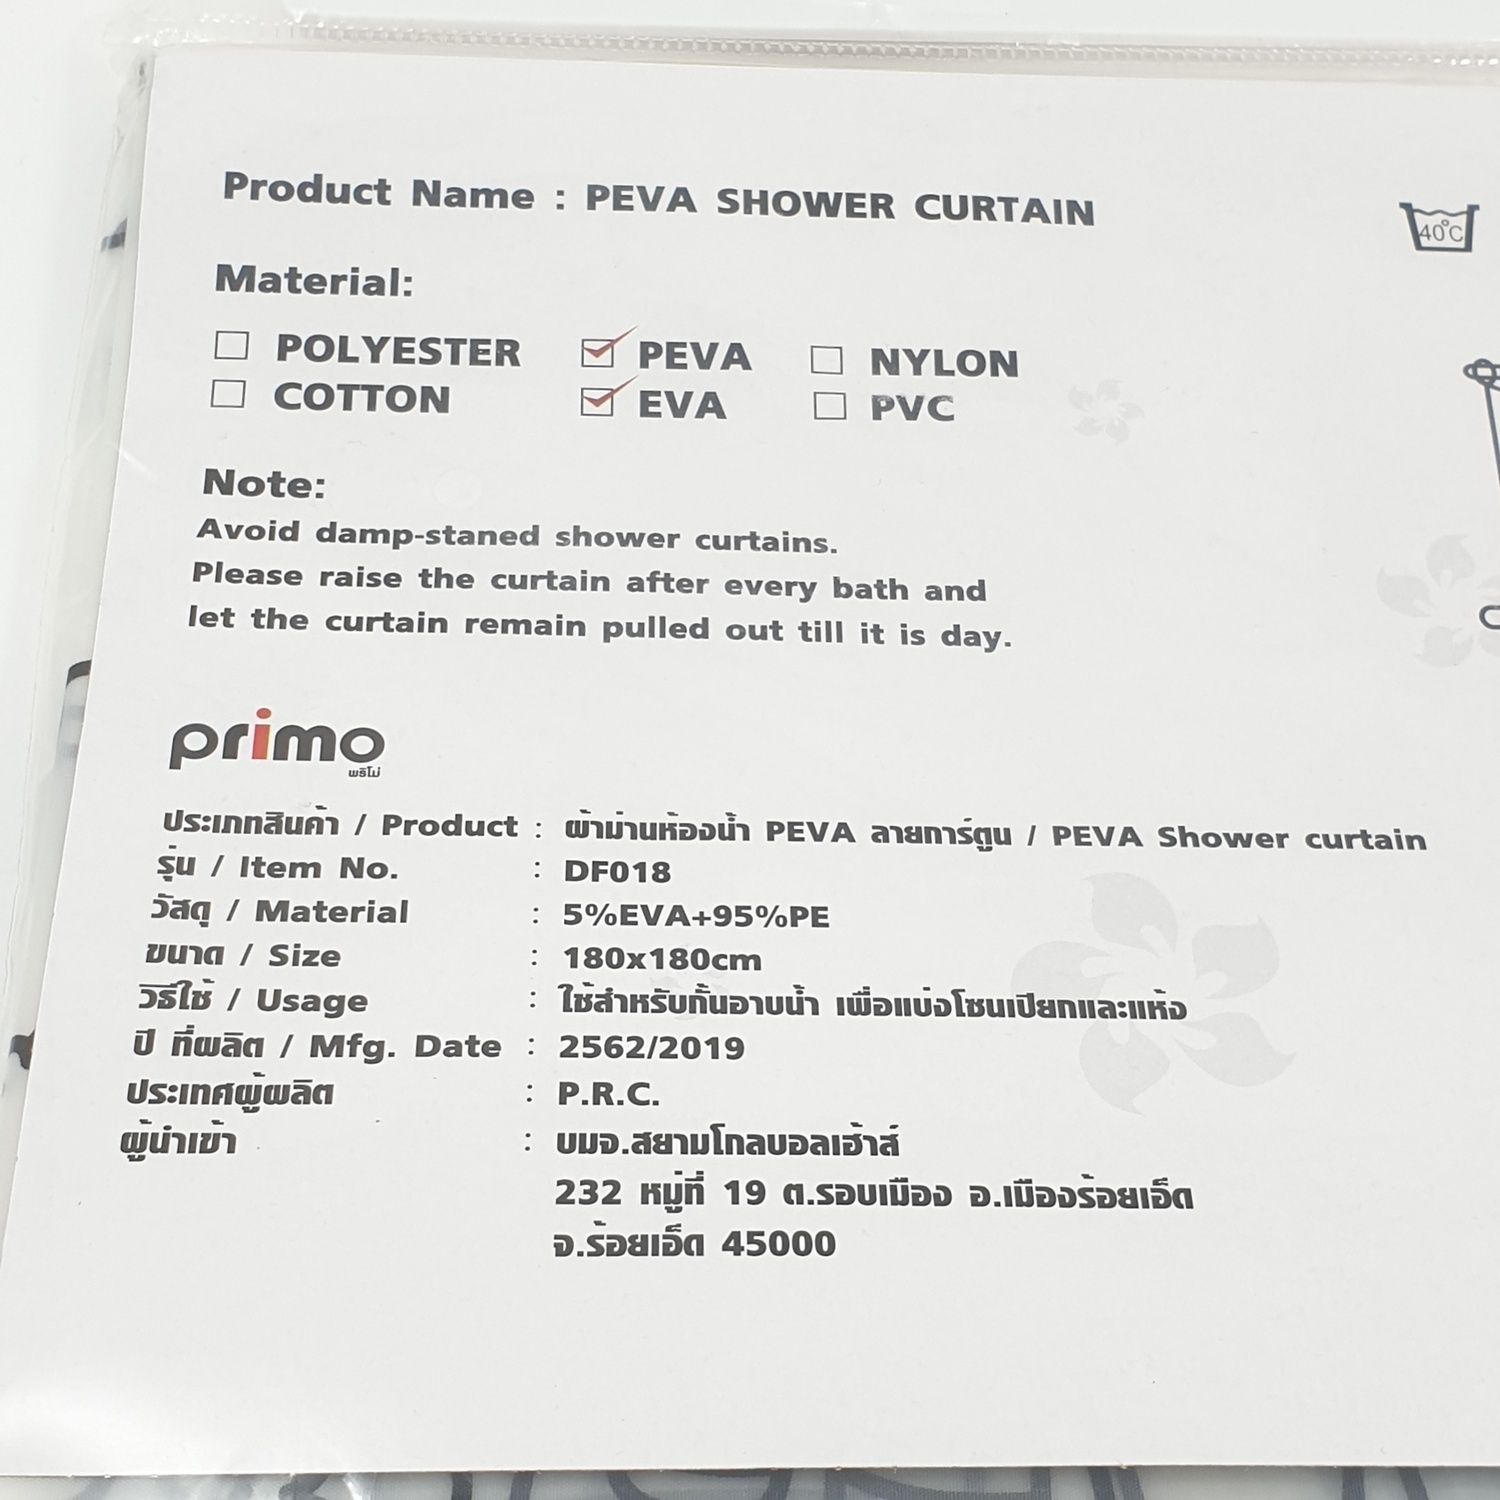 Product Name : PEVA SHOWER CURTAIN
40°C
Material:
POLYESTER PEVA NYLON
COTTON EVA PVC
Note:
Avoid damp-staned shower curtains.
Please raise the curtain after every bath and
let the curtain remain pulled out till it is day.
primo
พรีโม่
ประเภทสินค้า / Product : ผ้าม่านห้องน้ำ PEVA ลายการ์ตูน / PEVA Shower curtain
รุ่น / Item No. : DF018
วัสดุ / Material : 5%EVA+95%PE
ขนาด / Size : 180x180cm
วิธีใช้ / Usage : ใช้สำหรับกั้นอาบน้ำ เพื่อแบ่งโซนเปียกและแห้ง
ปี ที่ผลิต / Mfg. Date : 2562/2019
ประเทศผู้ผลิต : P.R.C.
ผู้นำเข้า : บมจ.สยามโกลบอลเฮ้าส์
232 หมู่ที่ 19 ต.รอบเมือง อ.เมืองร้อยเอ็ด
จ.ร้อยเอ็ด 45000